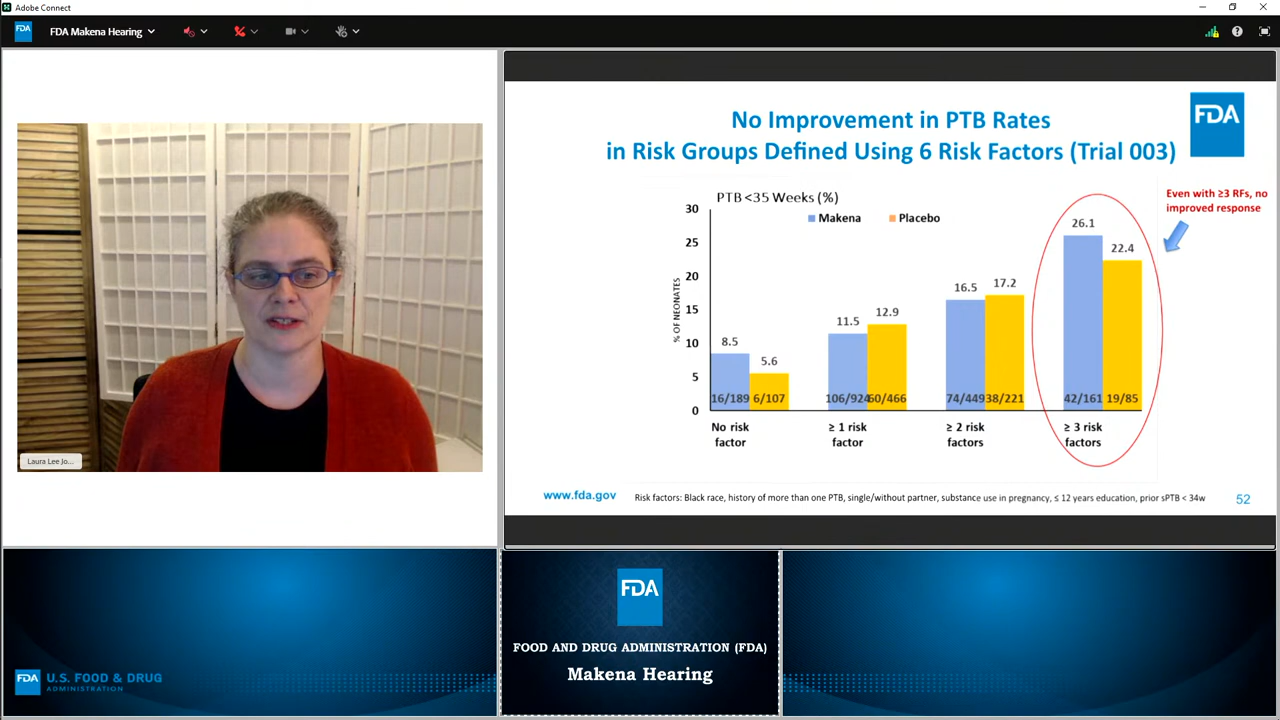 Adobe Connect
FDA
FDA Makena Hearing
No Improvement in PTB Rates
in Risk Groups Defined Using 6 Risk Factors (Trial 003)
FDA
Even with ≥3 RFs, no
improved response
PTB <35 Weeks (%)
Makena
Placebo
% OF NEONATES
30
25
20
15
10
5
0
8.5
5.6
11.5
12.9
16.5
17.2
26.1
22.4
16/189
6/107
106/924
60/466
74/449
38/221
42/161
19/85
No risk
factor
≥ 1 risk
factor
≥ 2 risk
factors
≥ 3 risk
factors
www.fda.gov
Risk factors: Black race, history of more than one PTB, single/without partner, substance use in pregnancy, ≤ 12 years education, prior sPTB < 34w
52
Laura Lee Jo...
FDA
U.S. FOOD & DRUG
ADMINISTRATION
FDA
FOOD AND DRUG ADMINISTRATION (FDA)
Makena Hearing